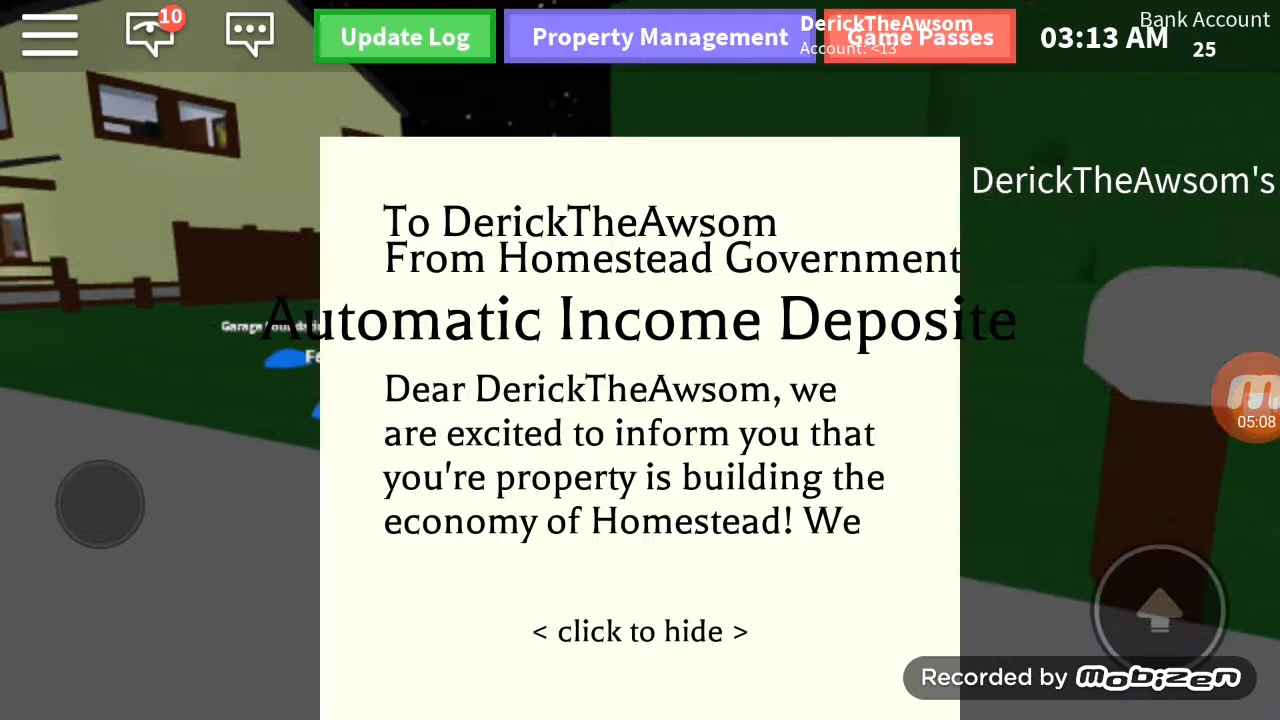 10
Update Log
Property Management
Game Passes
DerickTheAwsom
Account: <13
03:13 AM
Bank Account
25
DerickTheAwsom's
To DerickTheAwsom
From Homestead Government
Automatic Income Deposite
Dear DerickTheAwsom, we
are excited to inform you that
you're property is building the
economy of Homestead! We
< click to hide >
05:08
Recorded by Mobizen